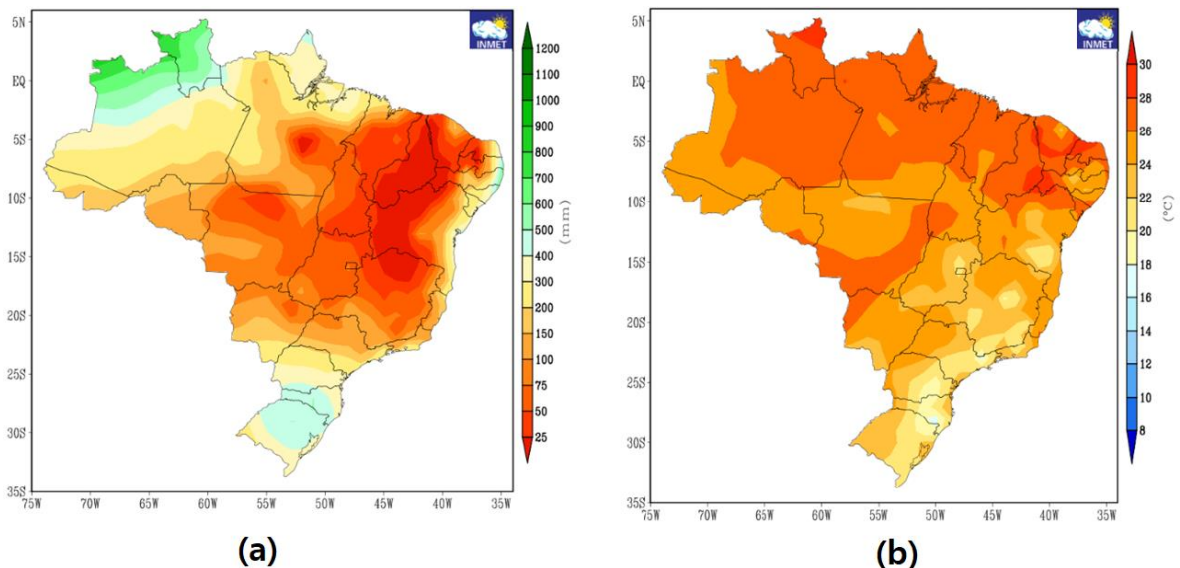 INMET
5N
EQ
5S
10S
15S
20S
25S
30S
35S
75W
70W
65W
60W
55W
50W
45W
40W
35W
1200
1100
1000
900
800
700
600
500
400
300
200
150
100
75
50
25
(mm)
(a)
INMET
5N
EQ
5S
10S
15S
20S
25S
30S
35S
75W
70W
65W
60W
55W
50W
45W
40W
35W
30
28
26
24
22
20
18
16
14
12
10
8
(°C)
(b)